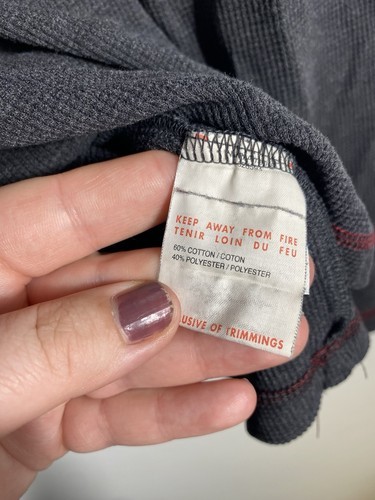 KEEP AWAY FROM FIRE
TENIR LOIN DU FEU
60% COTTON / COTON
40% POLYESTER / POLYESTER
USIVE OF TRIMMINGS